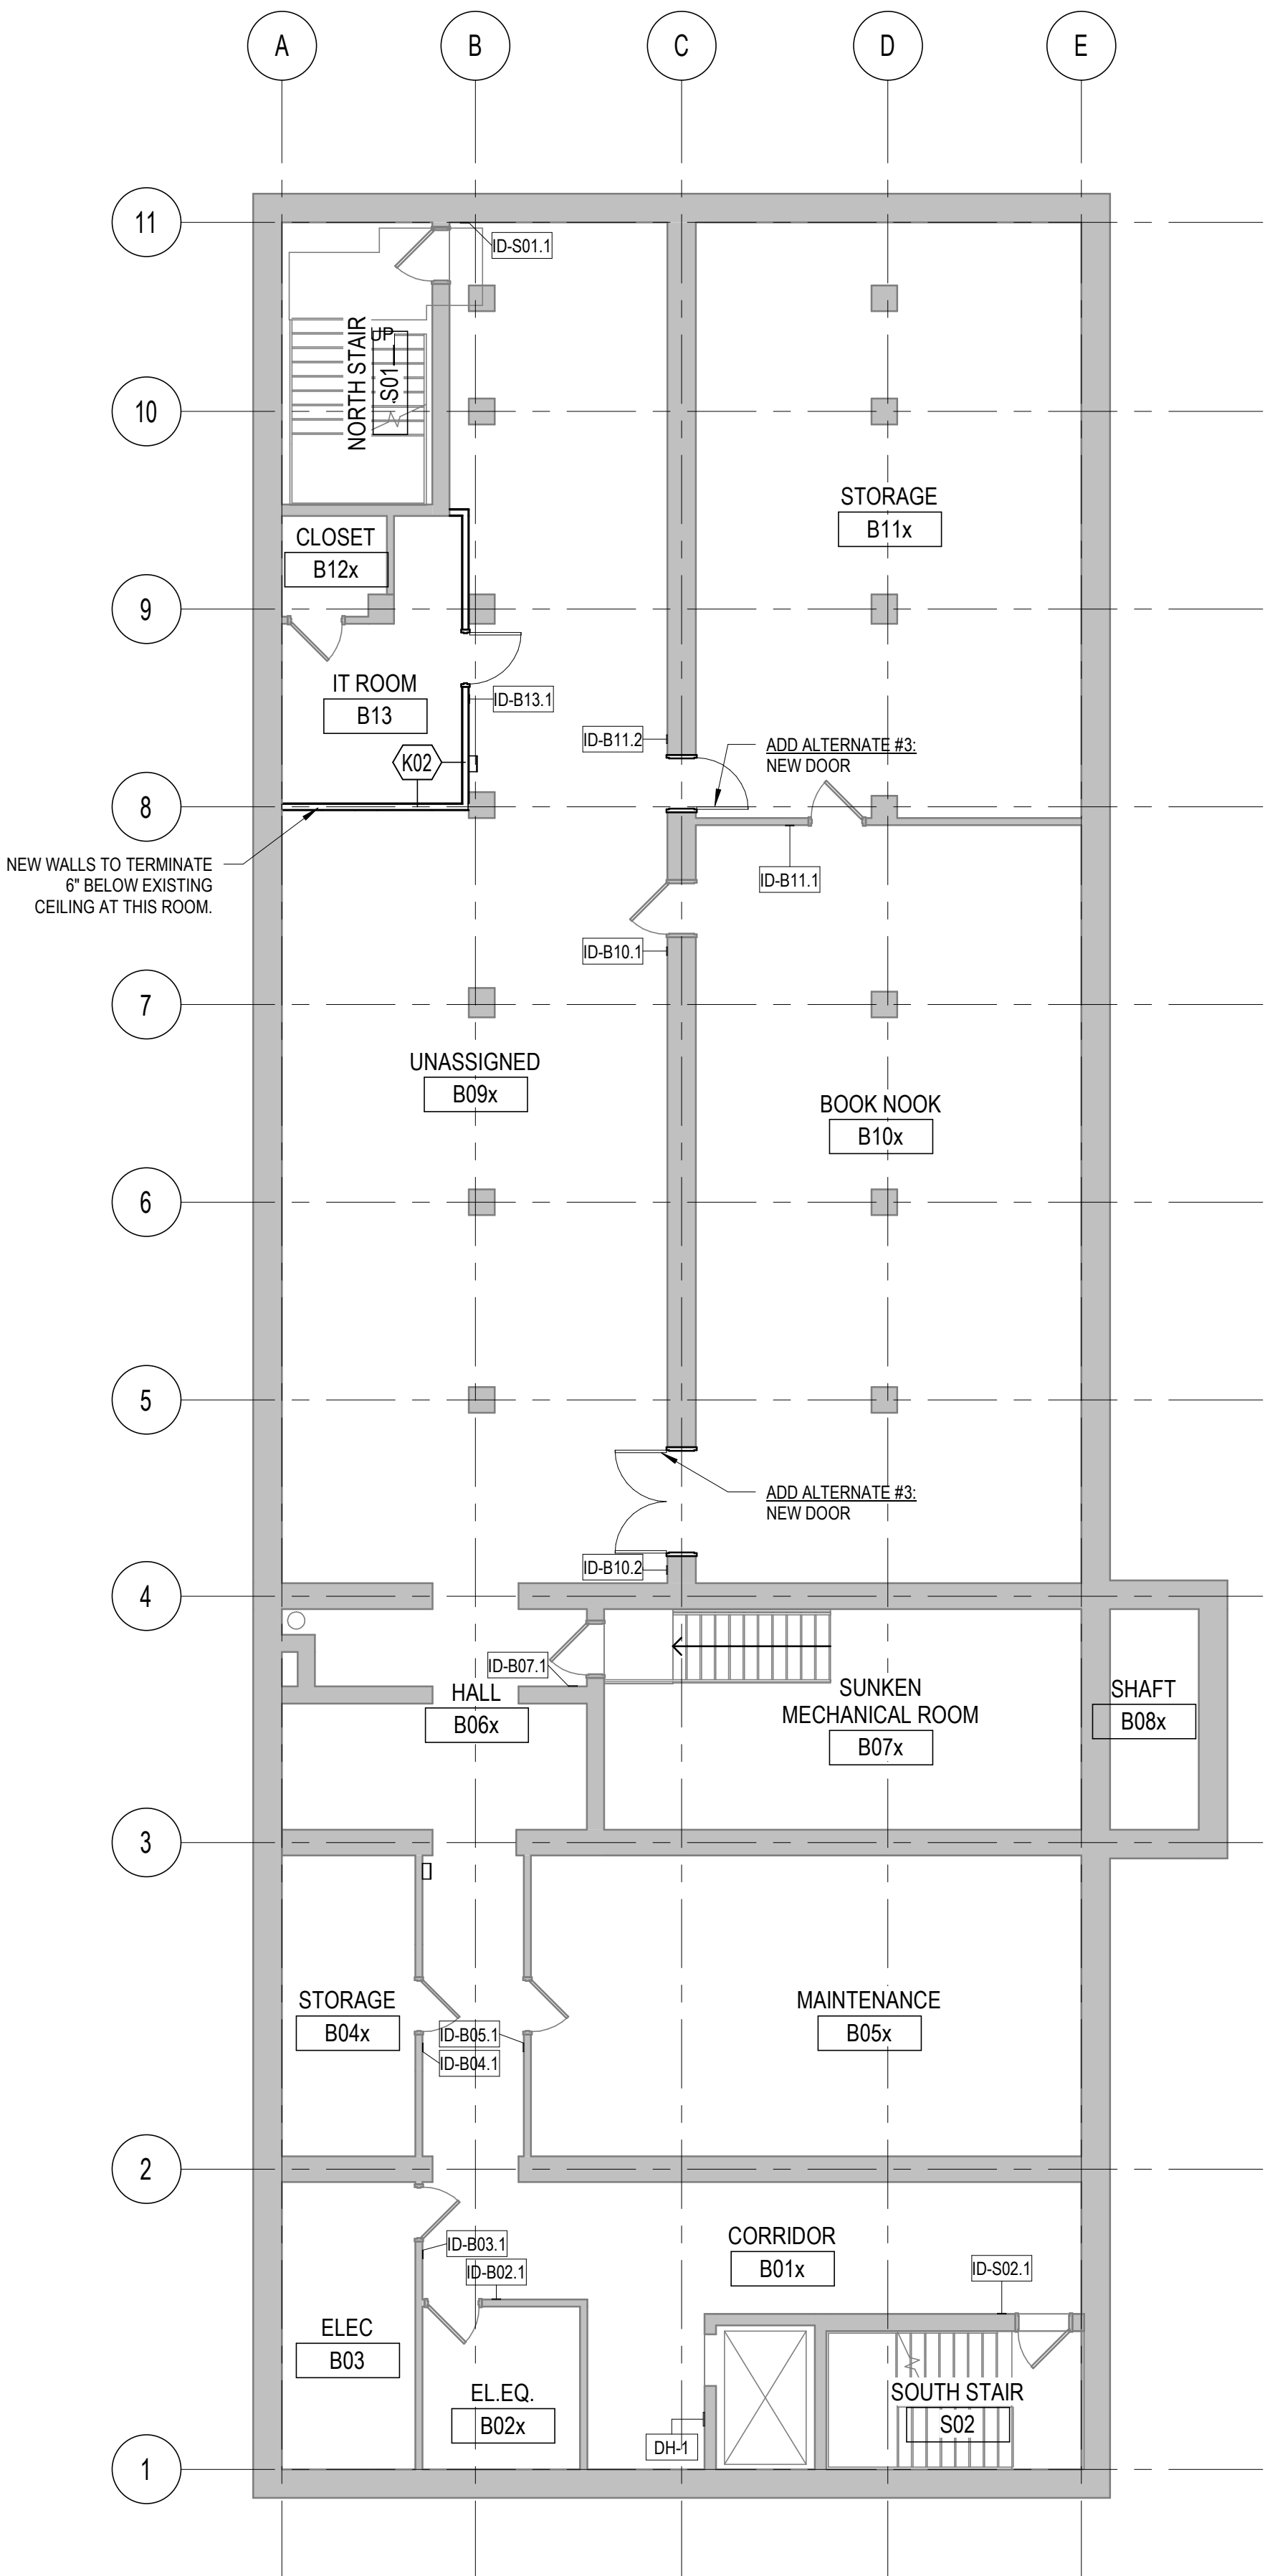 A
B
C
D
E
11
ID-S01.1
UP
NORTH STAIR
S01
10
STORAGE
B11x
CLOSET
B12x
9
IT ROOM
B13
ID-B13.1
ID-B11.2
ADD ALTERNATE #3:
NEW DOOR
K02
8
NEW WALLS TO TERMINATE
6" BELOW EXISTING
CEILING AT THIS ROOM.
ID-B11.1
ID-B10.1
7
UNASSIGNED
B09x
BOOK NOOK
B10x
6
5
ADD ALTERNATE #3:
NEW DOOR
ID-B10.2
4
ID-B07.1
HALL
B06x
SUNKEN
MECHANICAL ROOM
B07x
SHAFT
B08x
3
STORAGE
B04x
MAINTENANCE
B05x
ID-B05.1
ID-B04.1
2
ID-B03.1
ID-B02.1
CORRIDOR
B01x
ID-S02.1
ELEC
B03
EL.EQ.
B02x
SOUTH STAIR
S02
DH-1
1